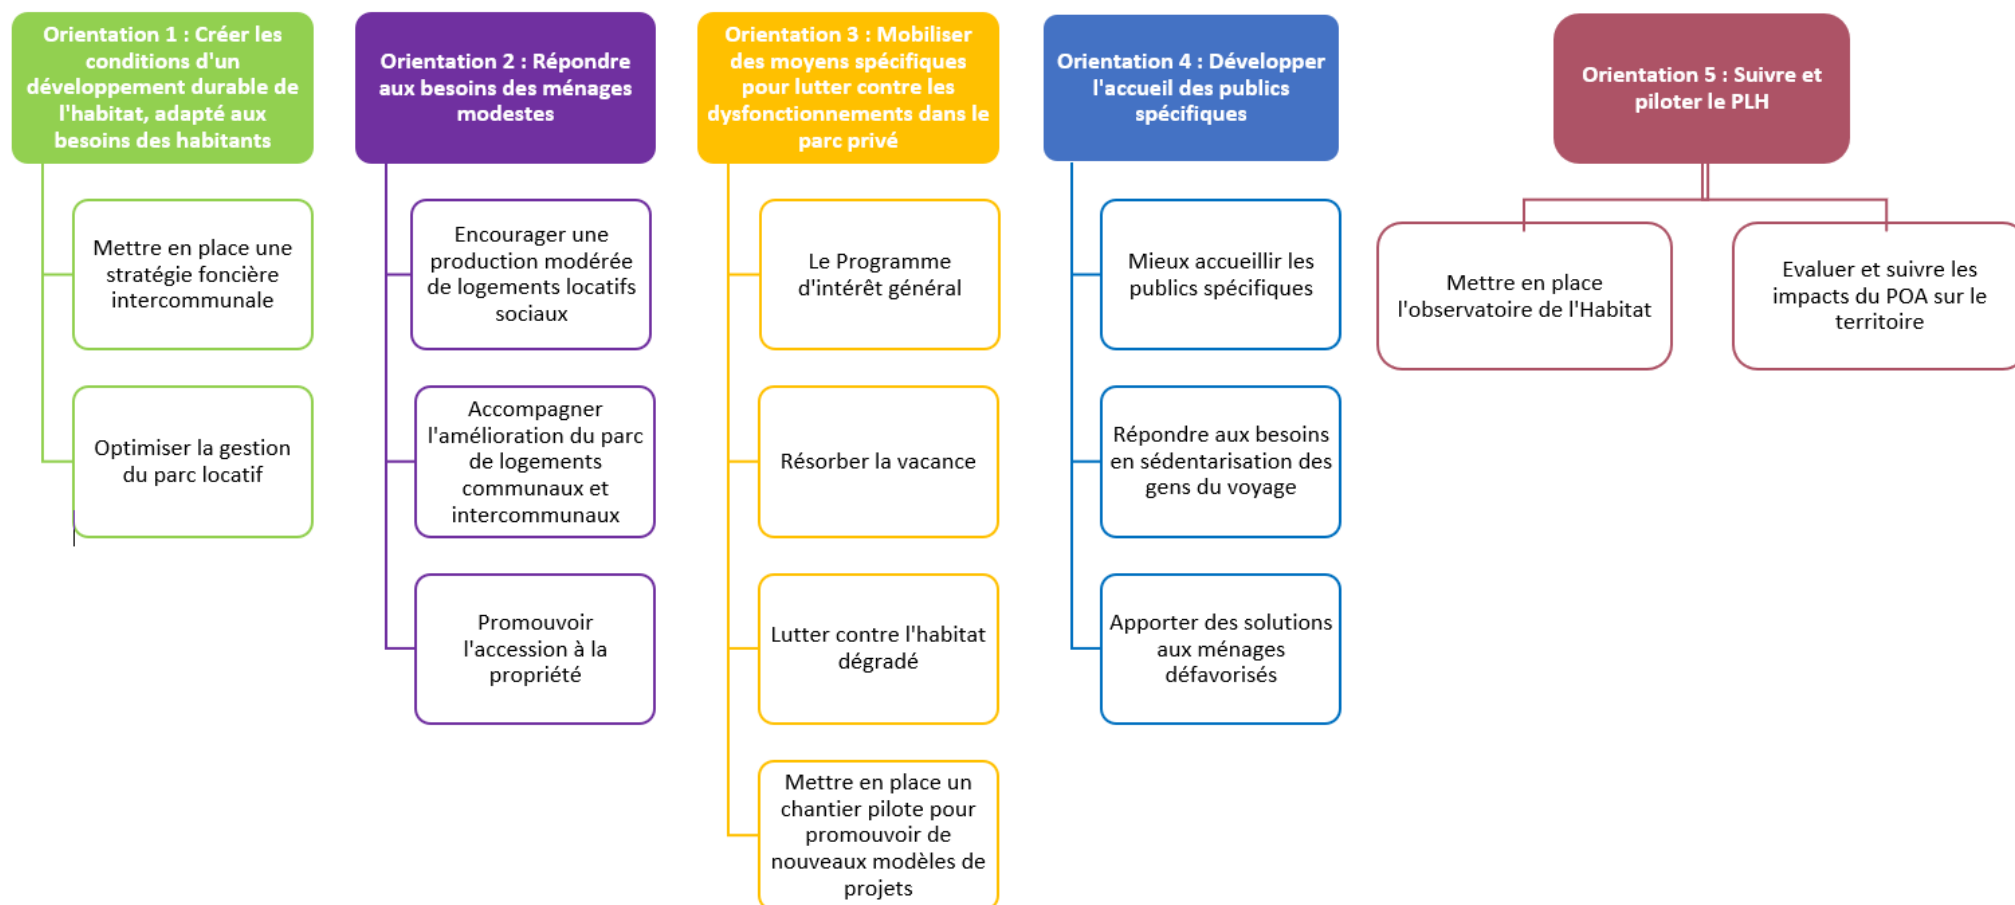 Orientation 1 : Créer les
conditions d'un
développement durable de
l'habitat, adapté aux
besoins des habitants
Mettre en place une
stratégie foncière
intercommunale
Optimiser la gestion
du parc locatif
Orientation 2 : Répondre
aux besoins des ménages
modestes
Encourager une
production modérée
de logements locatifs
sociaux
Accompagner
l'amélioration du parc
de logements
communaux et
intercommunaux
Promouvoir
l'accession à la
propriété
Orientation 3 : Mobiliser
des moyens spécifiques
pour lutter contre les
dysfonctionnements dans le
parc privé
Le Programme
d'intérêt général
Résorber la vacance
Lutter contre l'habitat
dégradé
Mettre en place un
chantier pilote pour
promouvoir de
nouveaux modèles de
projets
Orientation 4 : Développer
l'accueil des publics
spécifiques
Mieux accueillir les
publics spécifiques
Répondre aux besoins
en sédentarisation des
gens du voyage
Apporter des solutions
aux ménages
défavorisés
Orientation 5 : Suivre et
piloter le PLH
Mettre en place
l'observatoire de l'Habitat
Evaluer et suivre les
impacts du POA sur le
territoire